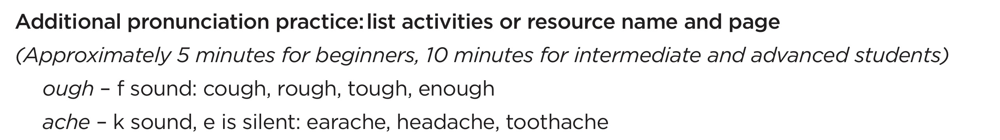 Additional pronunciation practice: list activities or resource name and page
(Approximately 5 minutes for beginners, 10 minutes for intermediate and advanced students)
ough – f sound: cough, rough, tough, enough
ache – k sound, e is silent: earache, headache, toothache